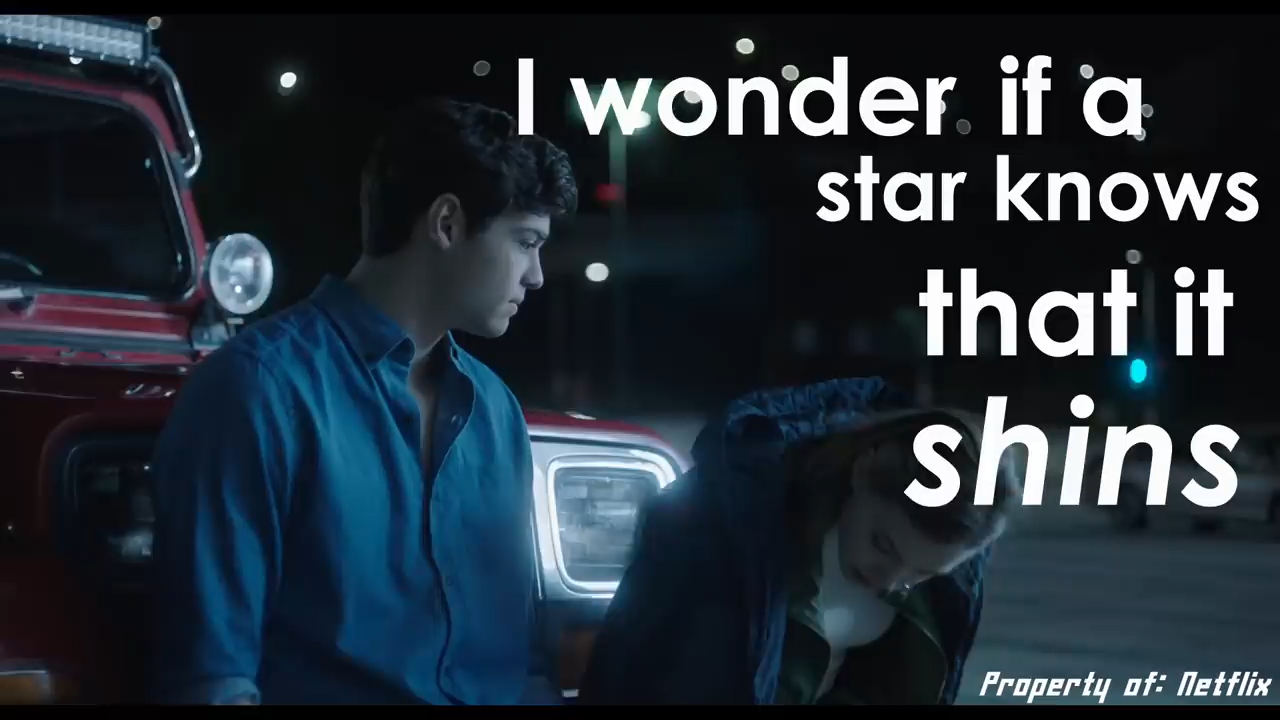 I wonder if a
star knows
that it
shins
Property of: Netflix